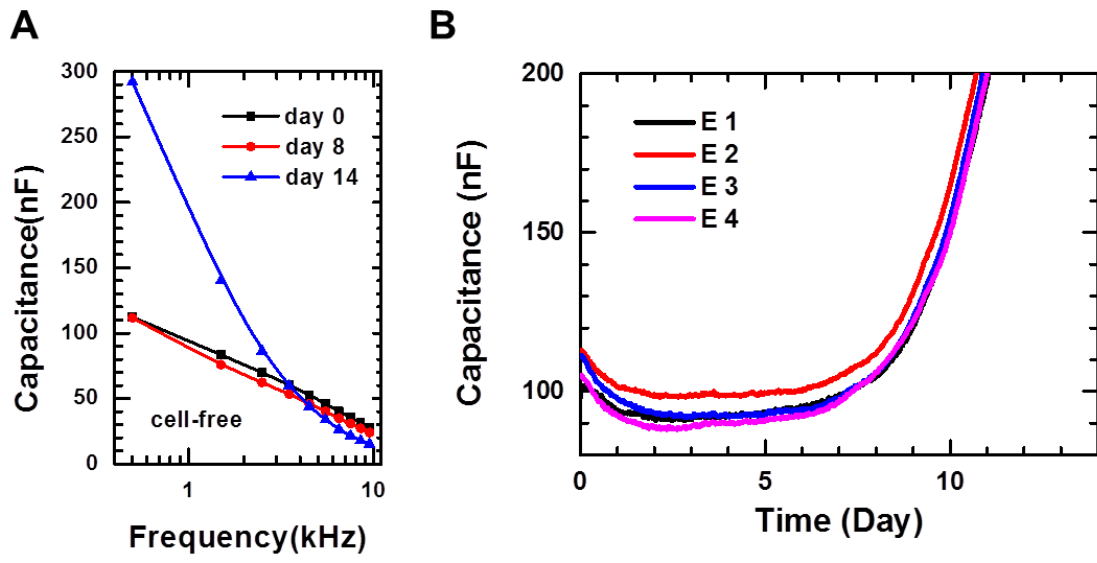 A
Capacitance(nF)
300
250
200
150
100
50
0
day 0
day 8
day 14
cell-free
1
10
Frequency(kHz)
B
Capacitance (nF)
200
150
100
E 1
E 2
E 3
E 4
0
5
10
Time (Day)